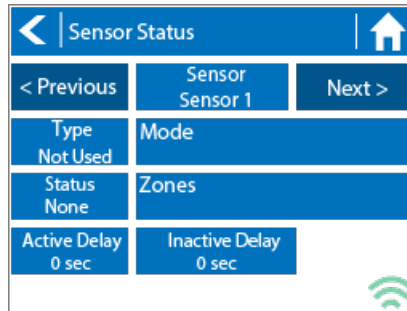 Sensor Status
< Previous
Sensor
Sensor 1
Next >
Type
Not Used
Mode
Status
None
Zones
Active Delay
0 sec
Inactive Delay
0 sec